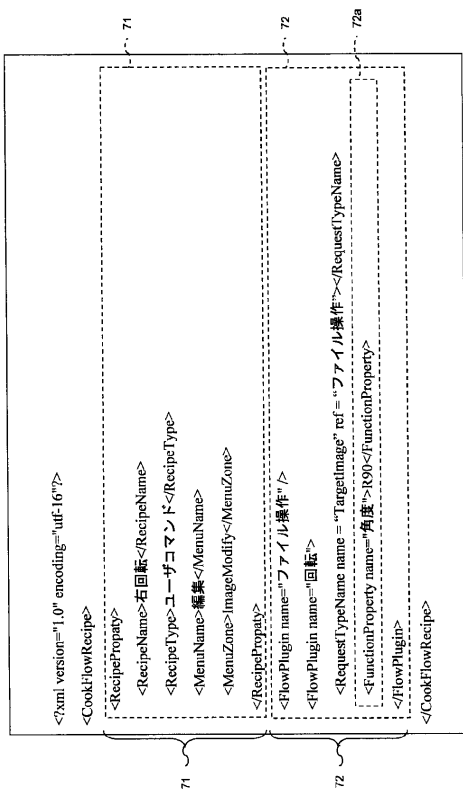 <?xml version="1.0" encoding="utf-16"?>
<CookFlowRecipe>
<RecipePropaty>
<RecipeName>右回転</RecipeName>
<RecipeType>ユーザコマンド</RecipeType>
<MenuName>編集</MenuName>
<MenuZone>ImageModify</MenuZone>
</RecipePropaty>
<FlowPlugin name="ファイル操作" />
<FlowPlugin name="回転">
<RequestTypeName name = “TargetImage” ref = “ファイル操作”></RequestTypeName>
<FunctionProperty name="角度">R90</FunctionProperty>
</FlowPlugin>
</CookFlowRecipe>
71
72
71
72
72a